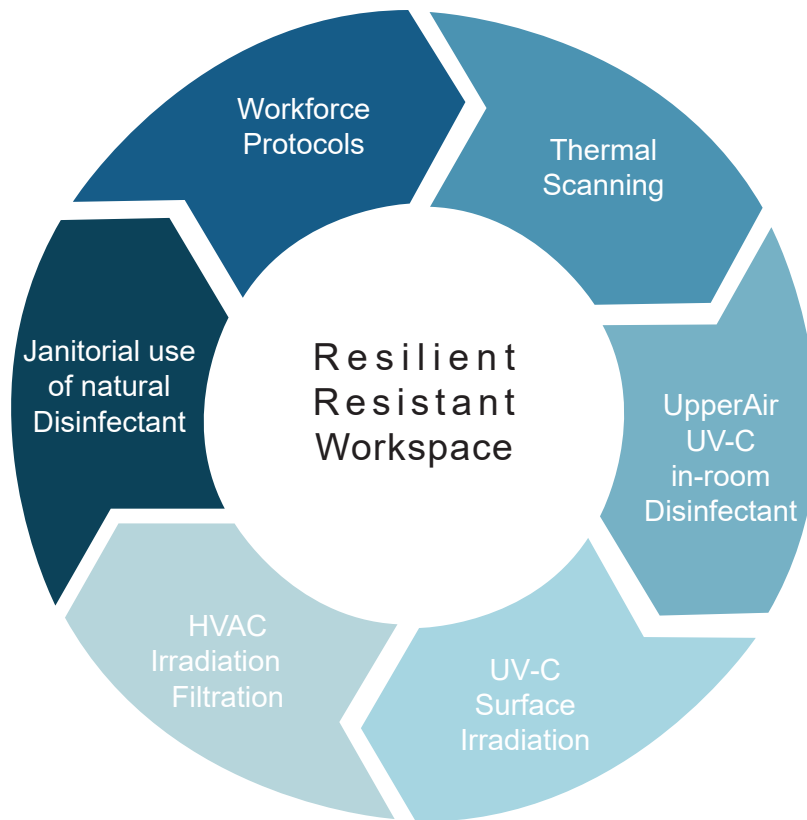 Workforce
Protocols
Thermal
Scanning
Janitorial use
of natural
Disinfectant
Resilient
Resistant
Workspace
UpperAir
UV-C
in-room
Disinfectant
HVAC
Irradiation
Filtration
UV-C
Surface
Irradiation